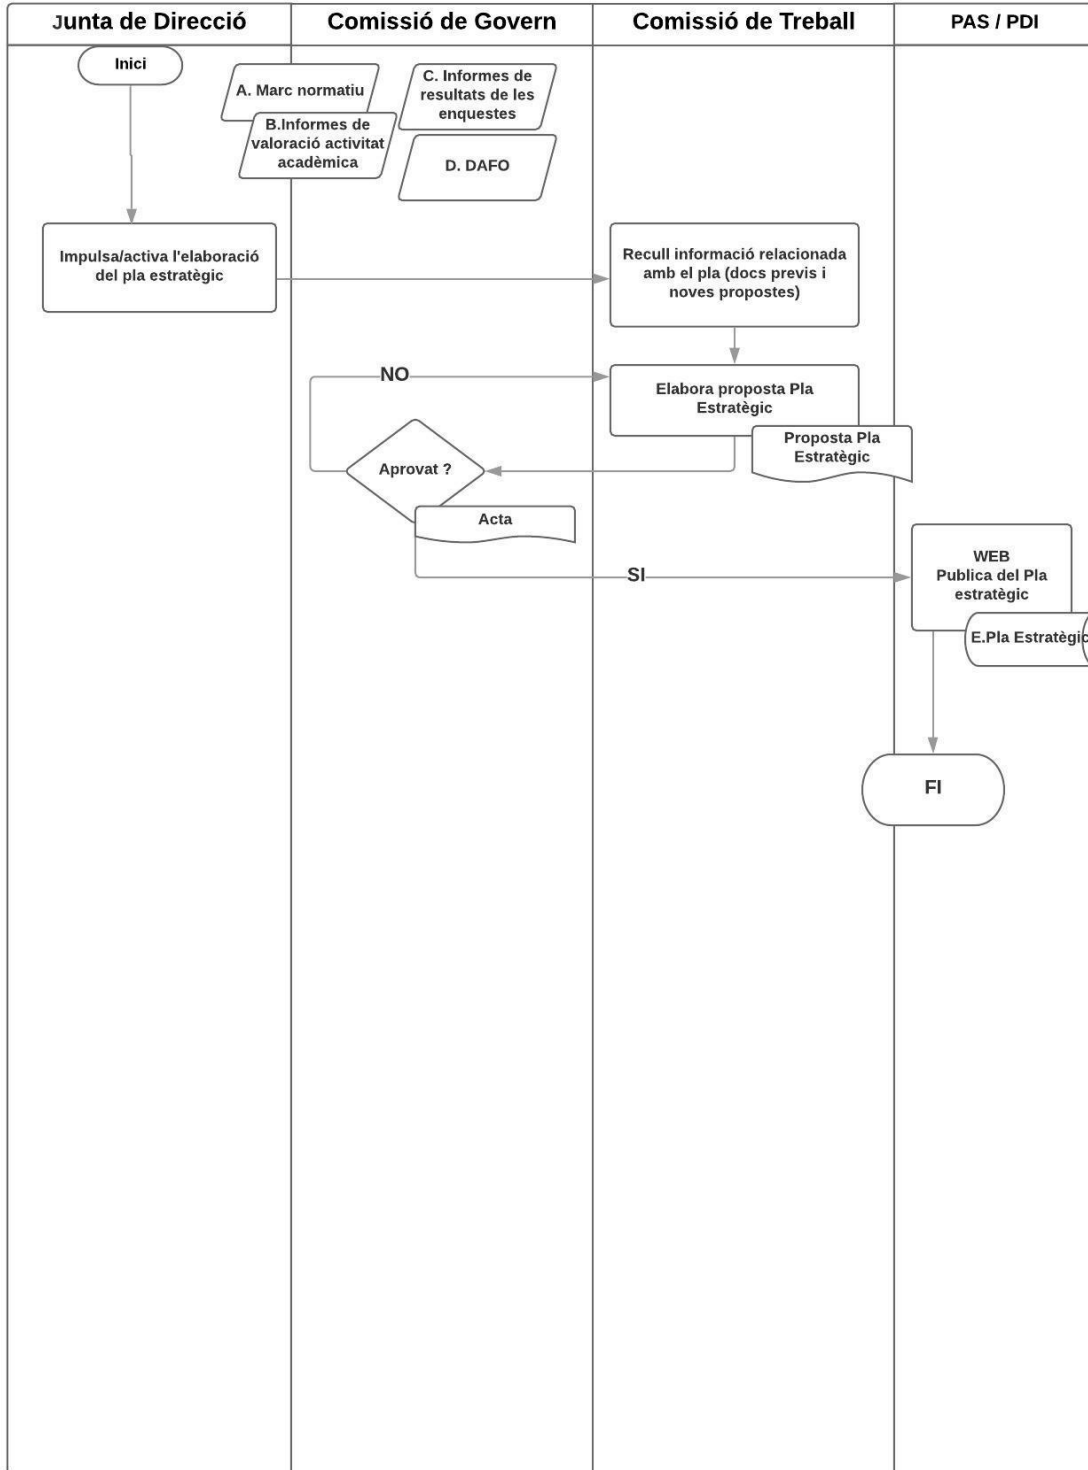 Junta de Direcció
Comissió de Govern
Comissió de Treball
PAS / PDI
Inici
A. Marc normatiu
B.Informes de
valoració activitat
acadèmica
C. Informes de
resultats de les
enquestes
D. DAFO
Impulsa/activa l'elaboració
del pla estratègic
Recull informació relacionada
amb el pla (docs previs i
noves propostes)
NO
Elabora proposta Pla
Estratègic
Proposta Pla
Estratègic
Aprovat ?
Acta
SI
WEB
Publica del Pla
estratègic
E.Pla Estratègic
FI